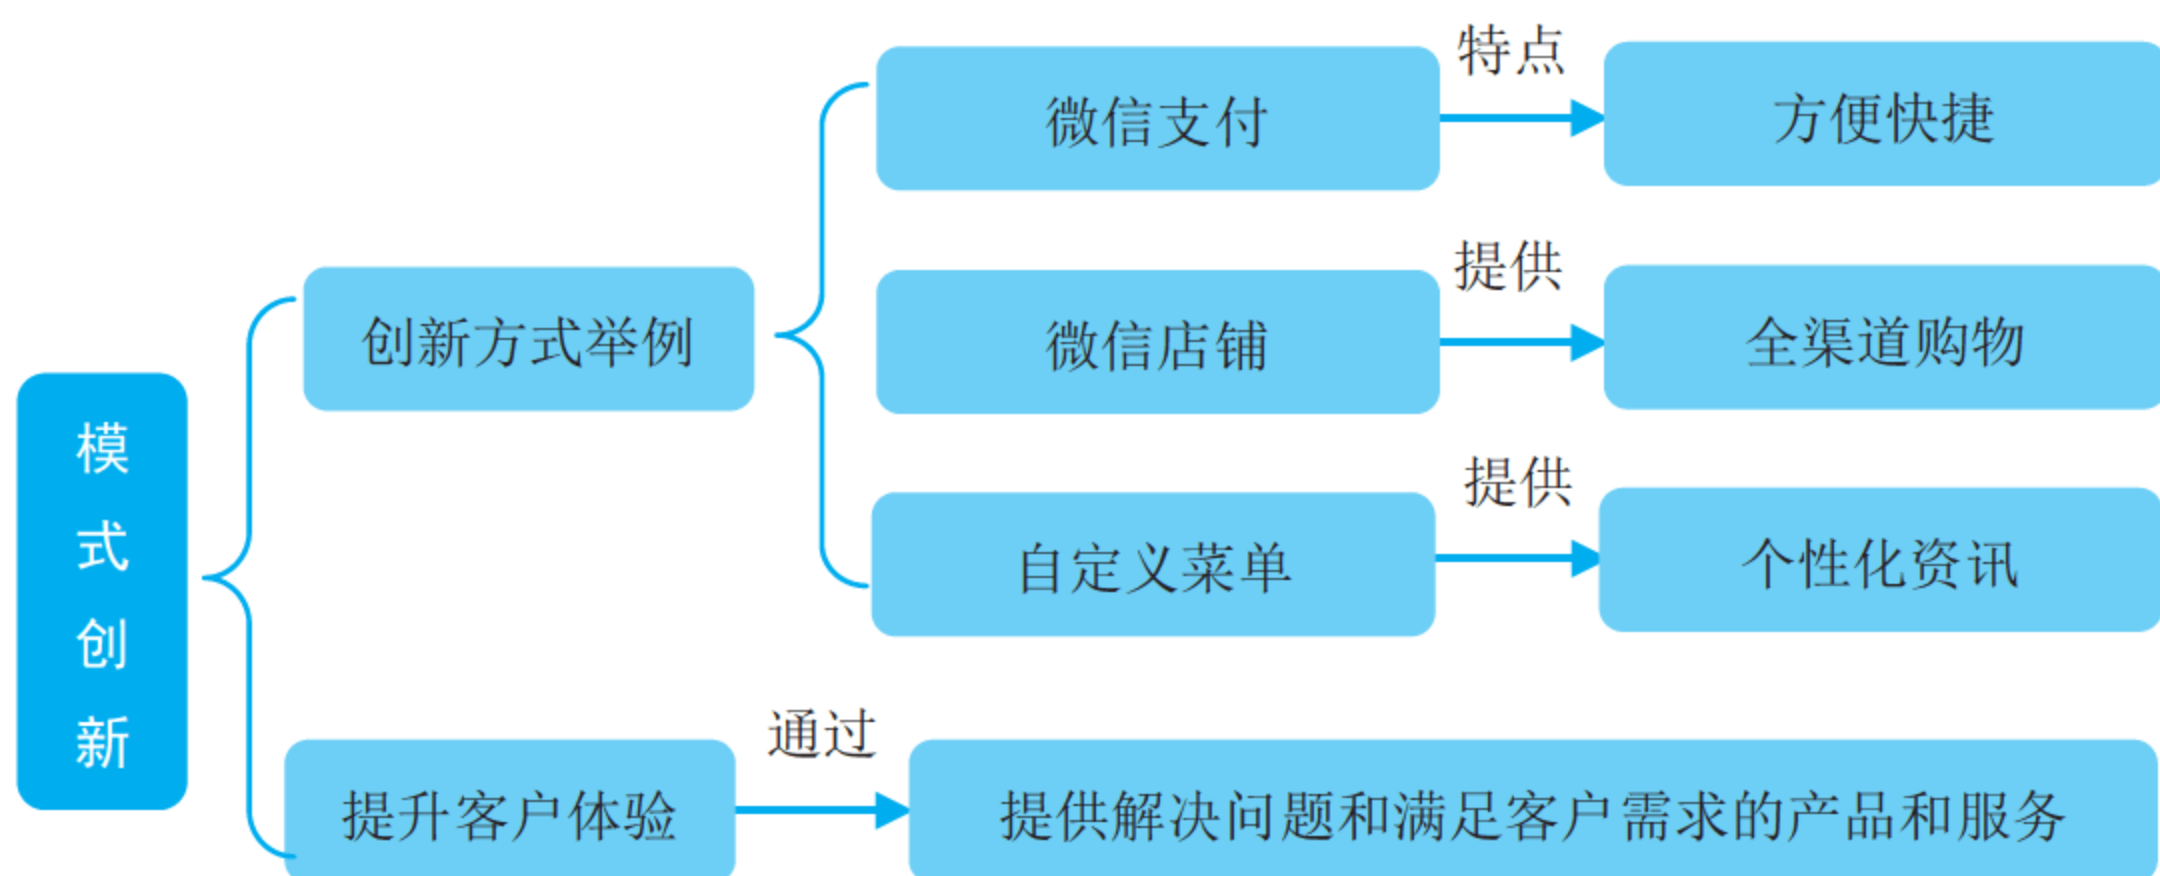 模式创新
创新方式举例
微信支付
特点
方便快捷
微信店铺
提供
全渠道购物
自定义菜单
提供
个性化资讯
提升客户体验
通过
提供解决问题和满足客户需求的产品和服务